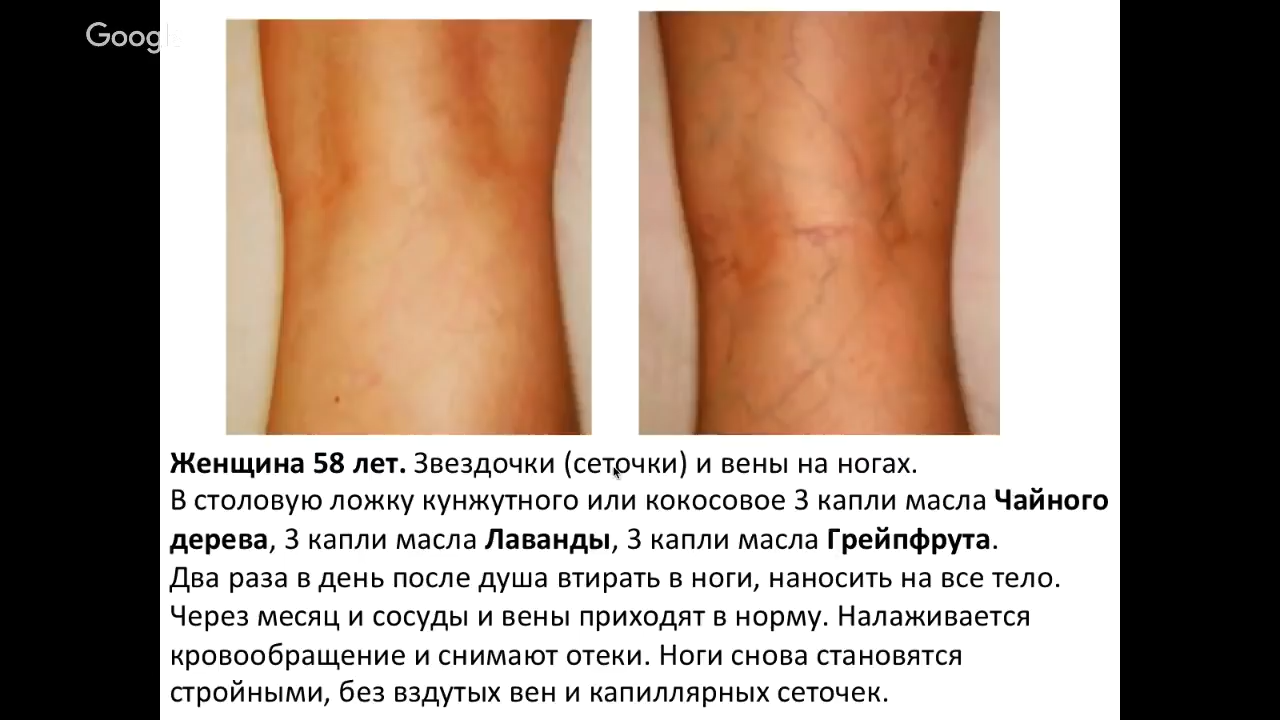 Google
Женщина 58 лет. Звездочки (сеточки) и вены на ногах.
В столовую ложку кунжутного или кокосовое 3 капли масла Чайного
дерева, 3 капли масла Лаванды, 3 капли масла Грейпфрута.
Два раза в день после душа втирать в ноги, наносить на все тело.
Через месяц и сосуды и вены приходят в норму. Налаживается
кровообращение и снимают отеки. Ноги снова становятся
стройными, без вздутых вен и капиллярных сеточек.